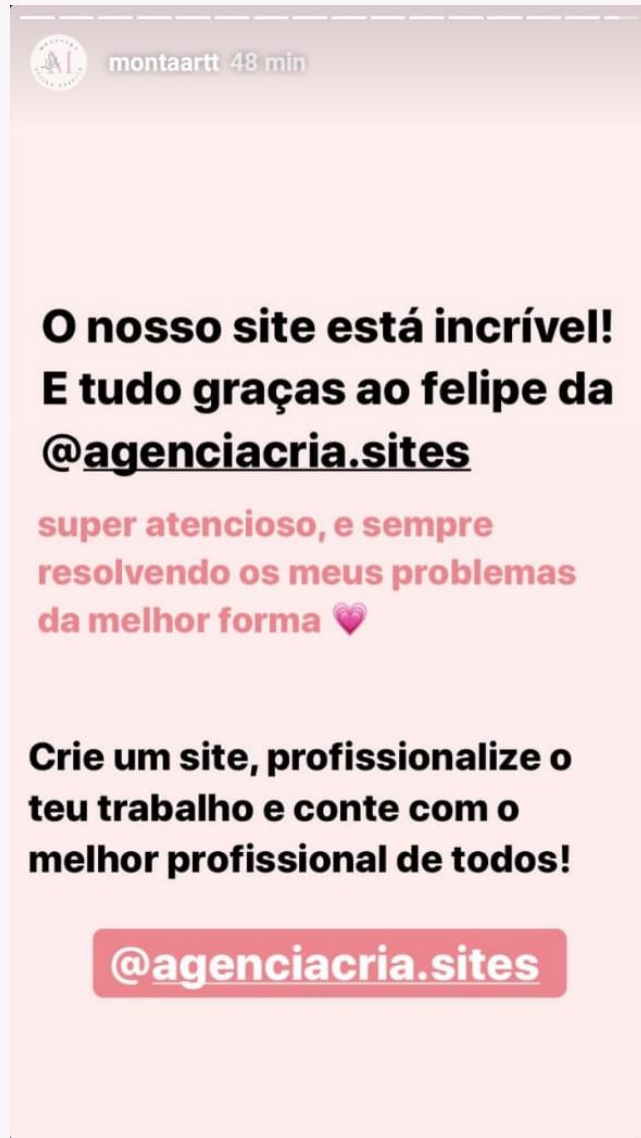 montaartt 48 min
O nosso site está incrível!
E tudo graças ao felipe da
@agenciacria.sites
super atencioso, e sempre
resolvendo os meus problemas
da melhor forma 💗
Crie um site, profissionalize o
teu trabalho e conte com o
melhor profissional de todos!
@agenciacria.sites